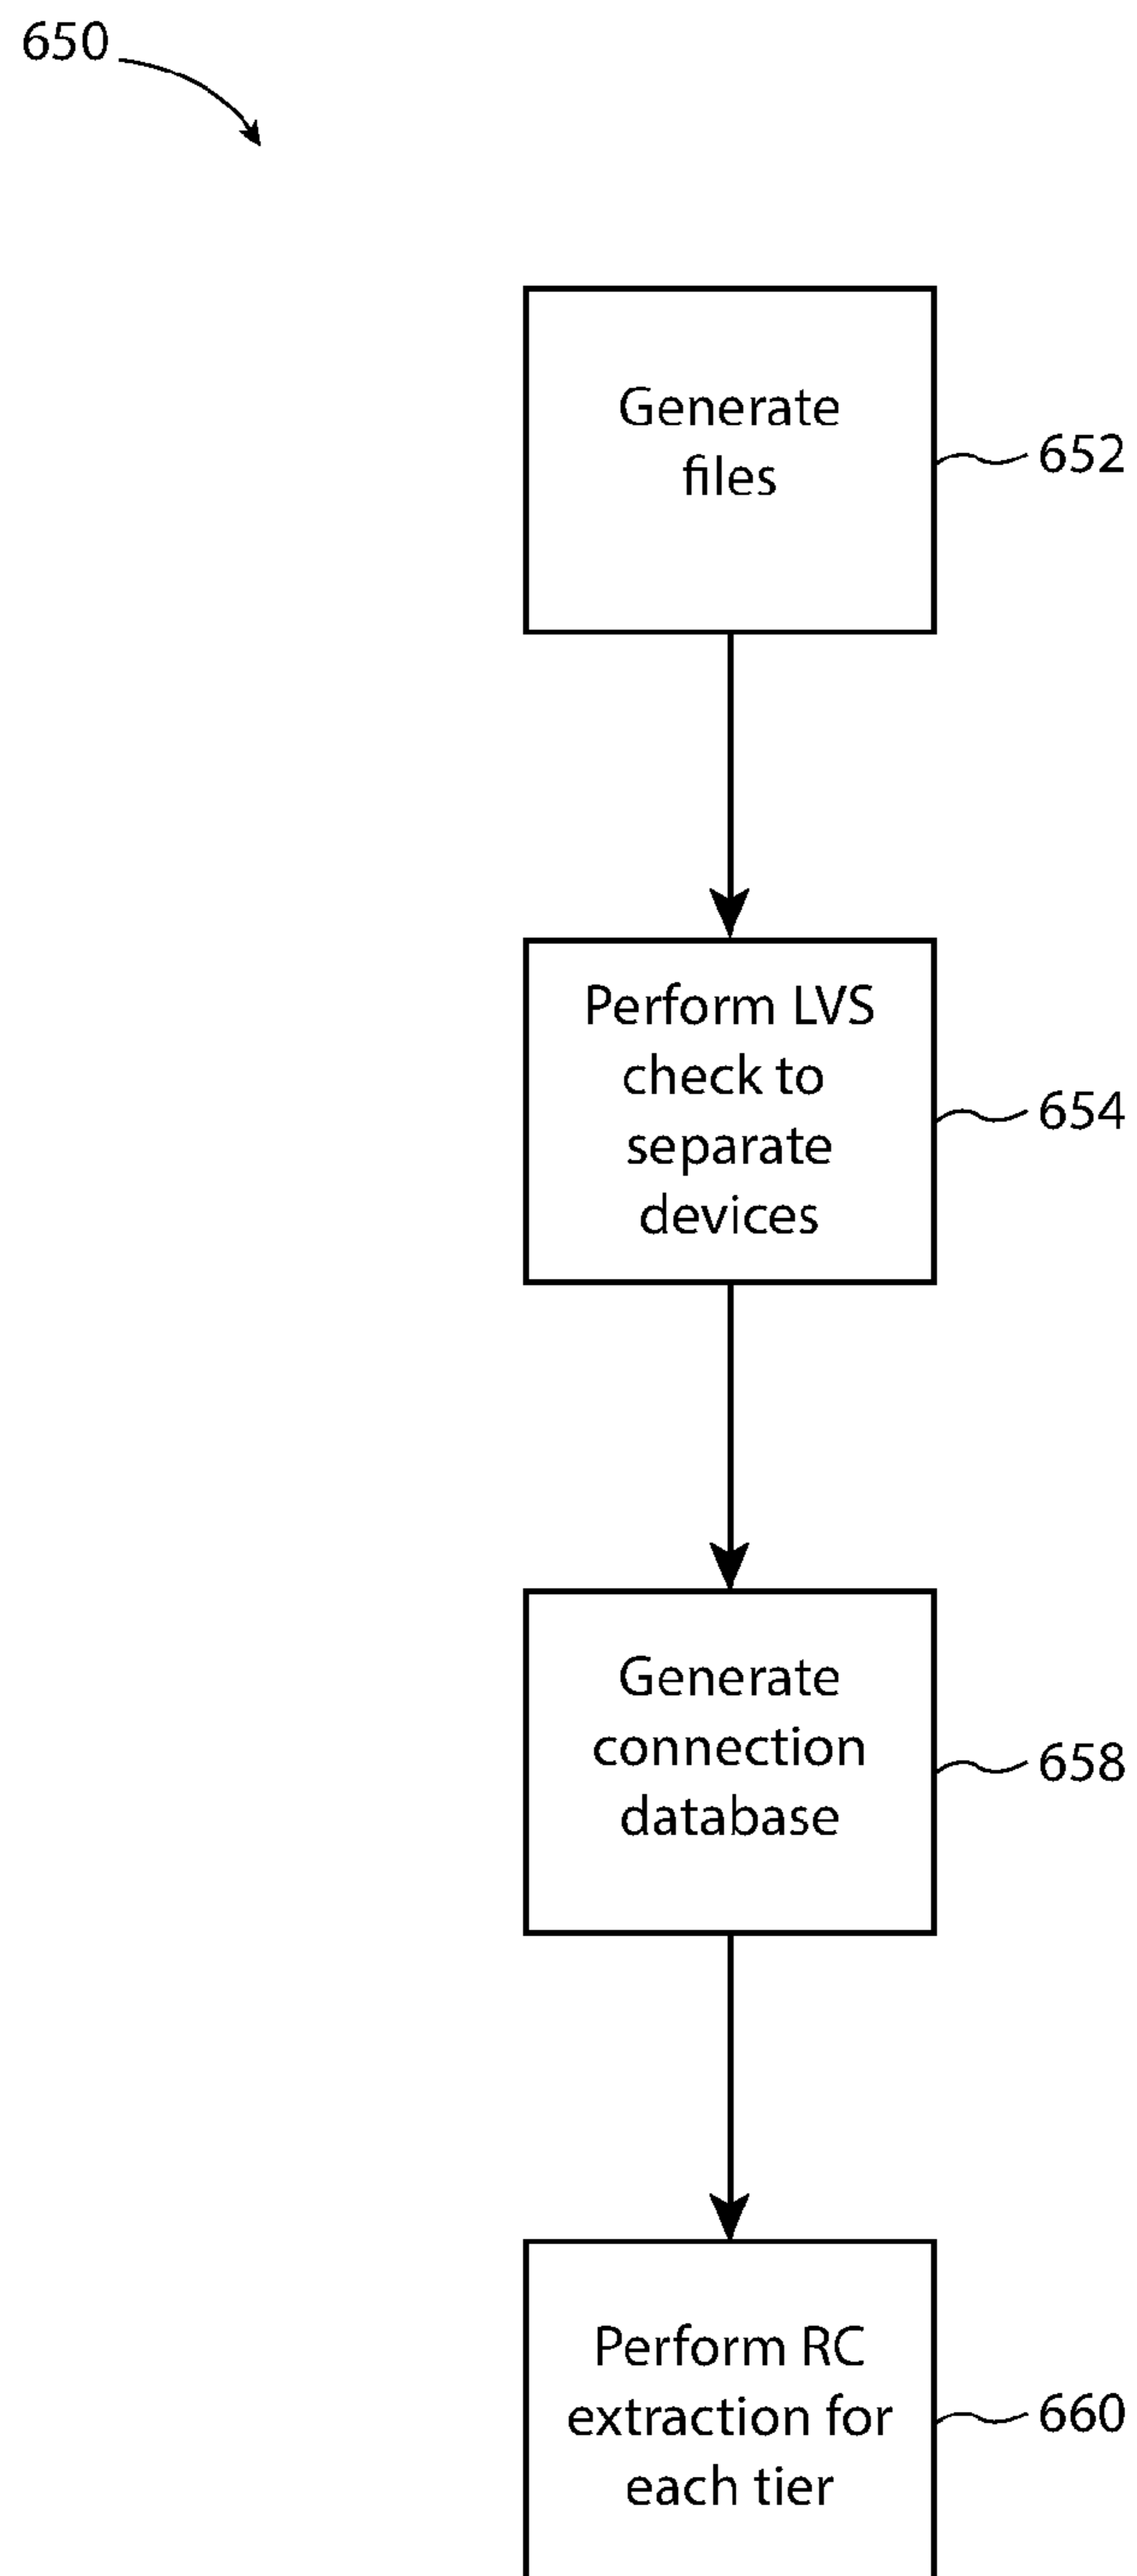 650
Generate
files
652
Perform LVS
check to
separate
devices
654
Generate
connection
database
658
Perform RC
extraction for
each tier
660